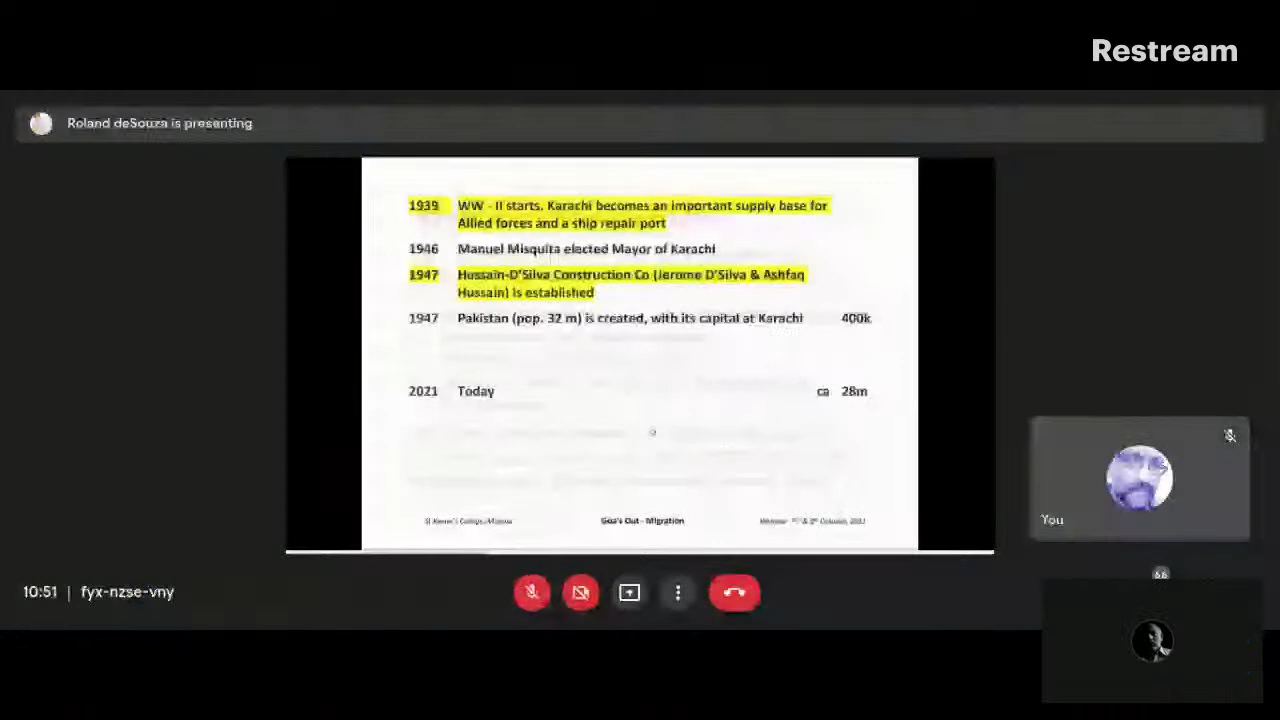 Restream
Roland deSouza is presenting
1939 WW - II starts. Karachi becomes an important supply base for
Allied forces and a ship repair port
1946 Manuel Misquita elected Mayor of Karachi
1947 Hussain-D'Silva Construction Co (Jerome D'Silva & Ashfaq
Hussain) is established
1947 Pakistan (pop. 32 m) is created, with its capital at Karachi 400k
2021 Today ca 28m
Goa's Out - Migration
You
66
10:51 | fyx-nzse-vny